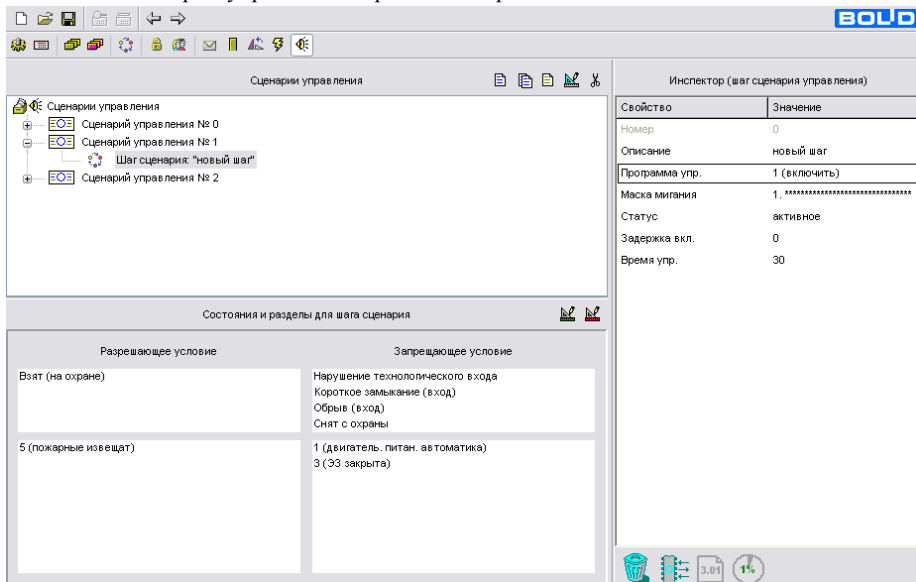 BOLID
Сценарии управления
Сценарии управления
Сценарий управления № 0
Сценарий управления № 1
Шаг сценария: "новый шаг"
Сценарий управления № 2
Инспектор (шаг сценария управления)
Свойство Значение
Номер 0
Описание новый шаг
Программа упр. 1 (включить)
Маска мигания 1. ********************************
Статус активное
Задержка вкл. 0
Время упр. 30
Состояния и разделы для шага сценария
Разрешающее условие Запрещающее условие
Взят (на охране)
Нарушение технологического входа
Короткое замыкание (вход)
Обрыв (вход)
Снят с охраны
5 (пожарные извещат)
1 (двигатель. питан. автоматика)
3 (ЭЗ закрыта)
3.01
1%